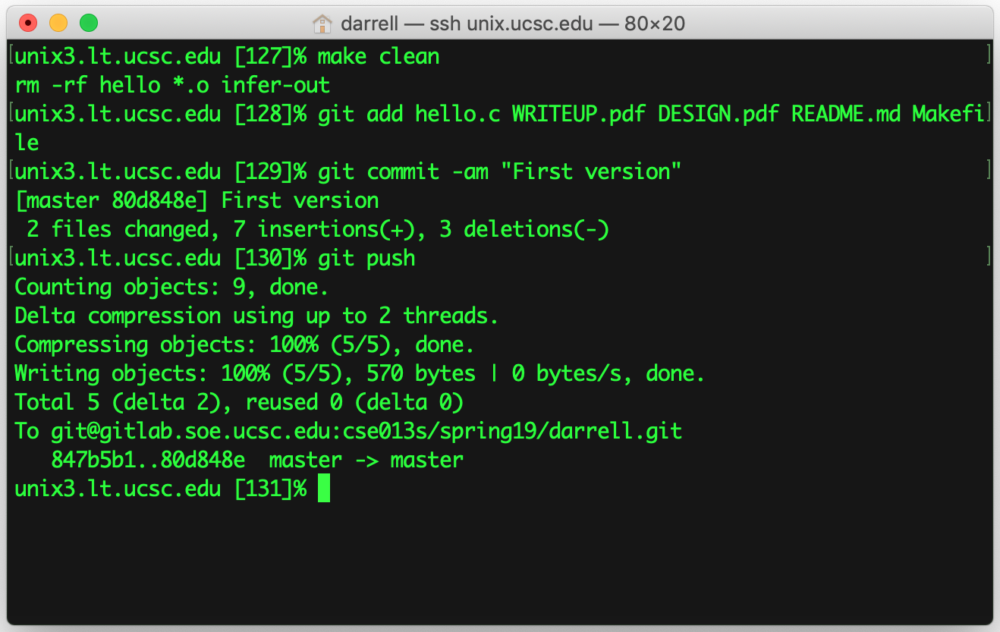 darrell — ssh unix.ucsc.edu — 80×20
[unix3.lt.ucsc.edu [127]% make clean ]
rm -rf hello *.o infer-out
[unix3.lt.ucsc.edu [128]% git add hello.c WRITEUP.pdf DESIGN.pdf README.md Makefi]
le
[unix3.lt.ucsc.edu [129]% git commit -am "First version" ]
[master 80d848e] First version
 2 files changed, 7 insertions(+), 3 deletions(-)
[unix3.lt.ucsc.edu [130]% git push ]
Counting objects: 9, done.
Delta compression using up to 2 threads.
Compressing objects: 100% (5/5), done.
Writing objects: 100% (5/5), 570 bytes | 0 bytes/s, done.
Total 5 (delta 2), reused 0 (delta 0)
To git@gitlab.soe.ucsc.edu:cse013s/spring19/darrell.git
   847b5b1..80d848e  master -> master
unix3.lt.ucsc.edu [131]%